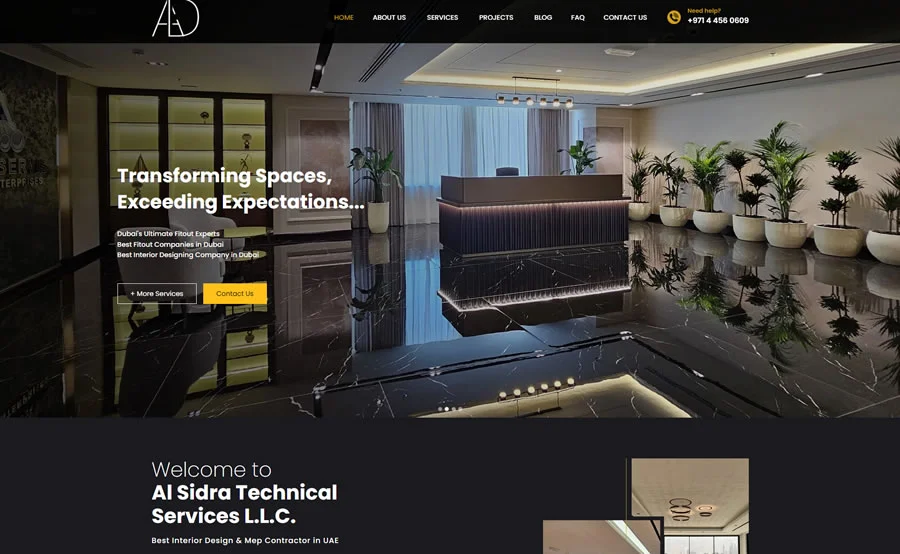 HOME ABOUT US SERVICES PROJECTS BLOG FAQ CONTACT US
Need help?
+971 4 456 0609
Transforming Spaces,
Exceeding Expectations...
Dubai's Ultimate Fitout Experts
Best Fitout Companies in Dubai
Best Interior Designing Company in Dubai
+ More Services
Contact Us
Welcome to
Al Sidra Technical
Services L.L.C.
Best Interior Design & Mep Contractor in UAE